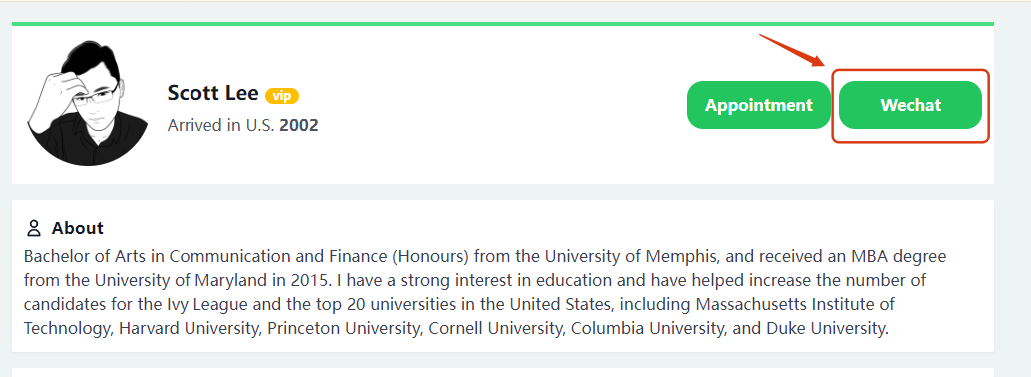 Scott Lee vip
Arrived in U.S. 2002
Appointment
Wechat
About
Bachelor of Arts in Communication and Finance (Honours) from the University of Memphis, and received an MBA degree
from the University of Maryland in 2015. I have a strong interest in education and have helped increase the number of
candidates for the Ivy League and the top 20 universities in the United States, including Massachusetts Institute of
Technology, Harvard University, Princeton University, Cornell University, Columbia University, and Duke University.